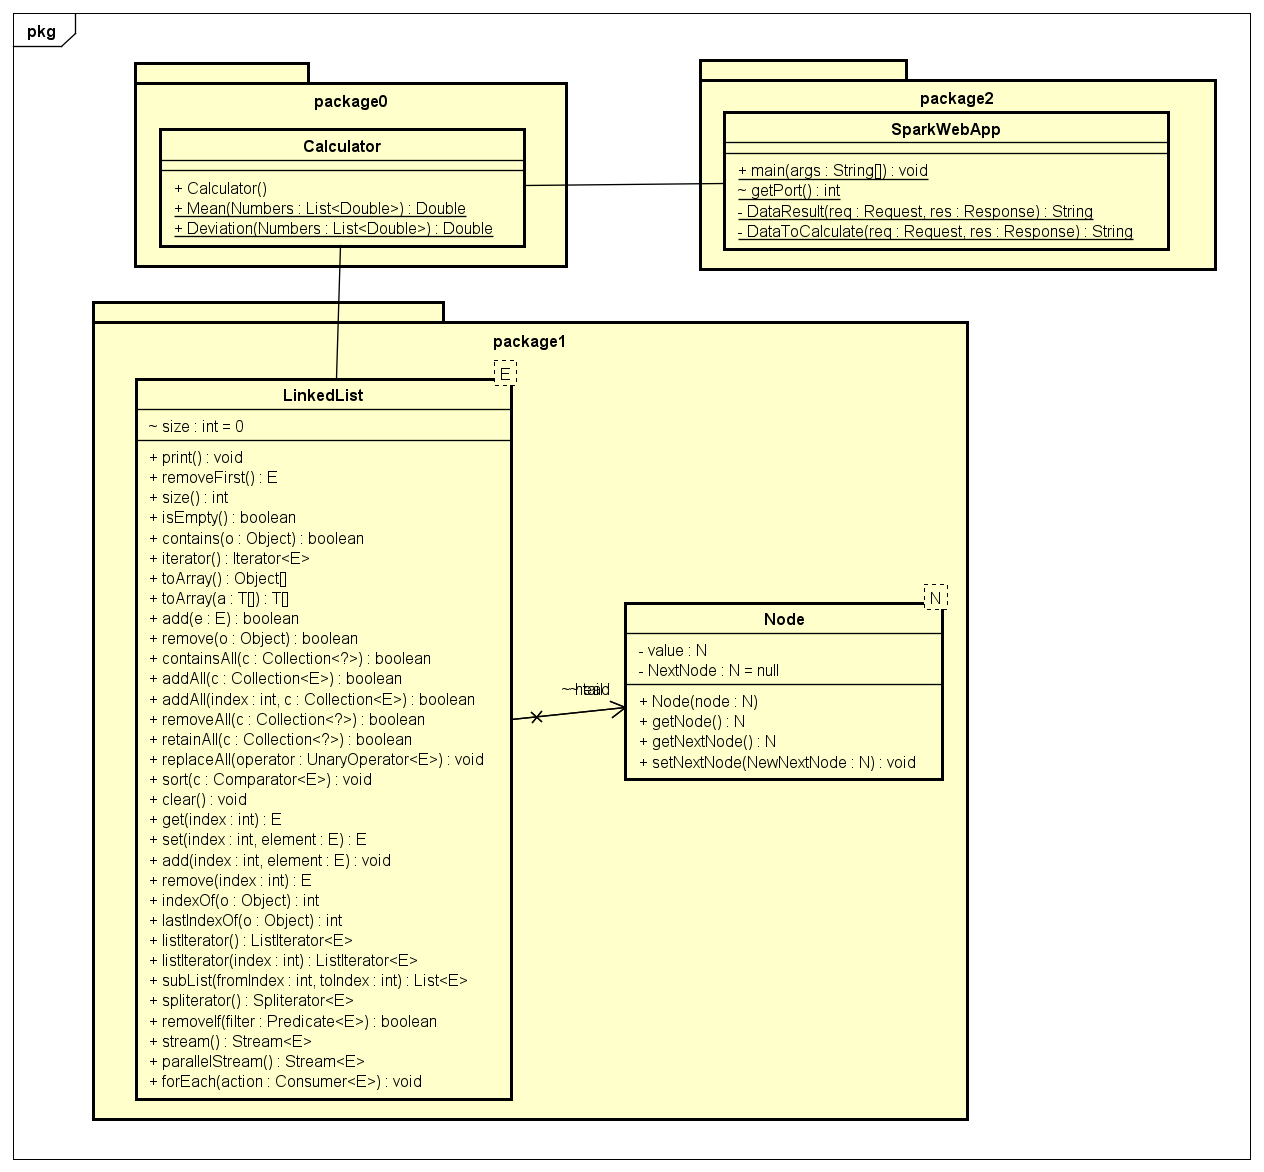 pkg
package0
Calculator
+ Calculator()
+ Mean(Numbers : List<Double>) : Double
+ Deviation(Numbers : List<Double>) : Double
package2
SparkWebApp
+ main(args : String[]) : void
~ getPort() : int
- DataResult(req : Request, res : Response) : String
- DataToCalculate(req : Request, res : Response) : String
package1
E
LinkedList
~ size : int = 0
+ print() : void
+ removeFirst() : E
+ size() : int
+ isEmpty() : boolean
+ contains(o : Object) : boolean
+ iterator() : Iterator<E>
+ toArray() : Object[]
+ toArray(a : T[]) : T[]
+ add(e : E) : boolean
+ remove(o : Object) : boolean
+ containsAll(c : Collection<?>) : boolean
+ addAll(c : Collection<E>) : boolean
+ addAll(index : int, c : Collection<E>) : boolean
+ removeAll(c : Collection<?>) : boolean
+ retainAll(c : Collection<?>) : boolean
+ replaceAll(operator : UnaryOperator<E>) : void
+ sort(c : Comparator<E>) : void
+ clear() : void
+ get(index : int) : E
+ set(index : int, element : E) : E
+ add(index : int, element : E) : void
+ remove(index : int) : E
+ indexOf(o : Object) : int
+ lastIndexOf(o : Object) : int
+ listIterator() : ListIterator<E>
+ listIterator(index : int) : ListIterator<E>
+ subList(fromIndex : int, toIndex : int) : List<E>
+ spliterator() : Spliterator<E>
+ removeIf(filter : Predicate<E>) : boolean
+ stream() : Stream<E>
+ parallelStream() : Stream<E>
+ forEach(action : Consumer<E>) : void
N
Node
- value : N
- NextNode : N = null
+ Node(node : N)
+ getNode() : N
+ getNextNode() : N
+ setNextNode(NewNextNode : N) : void